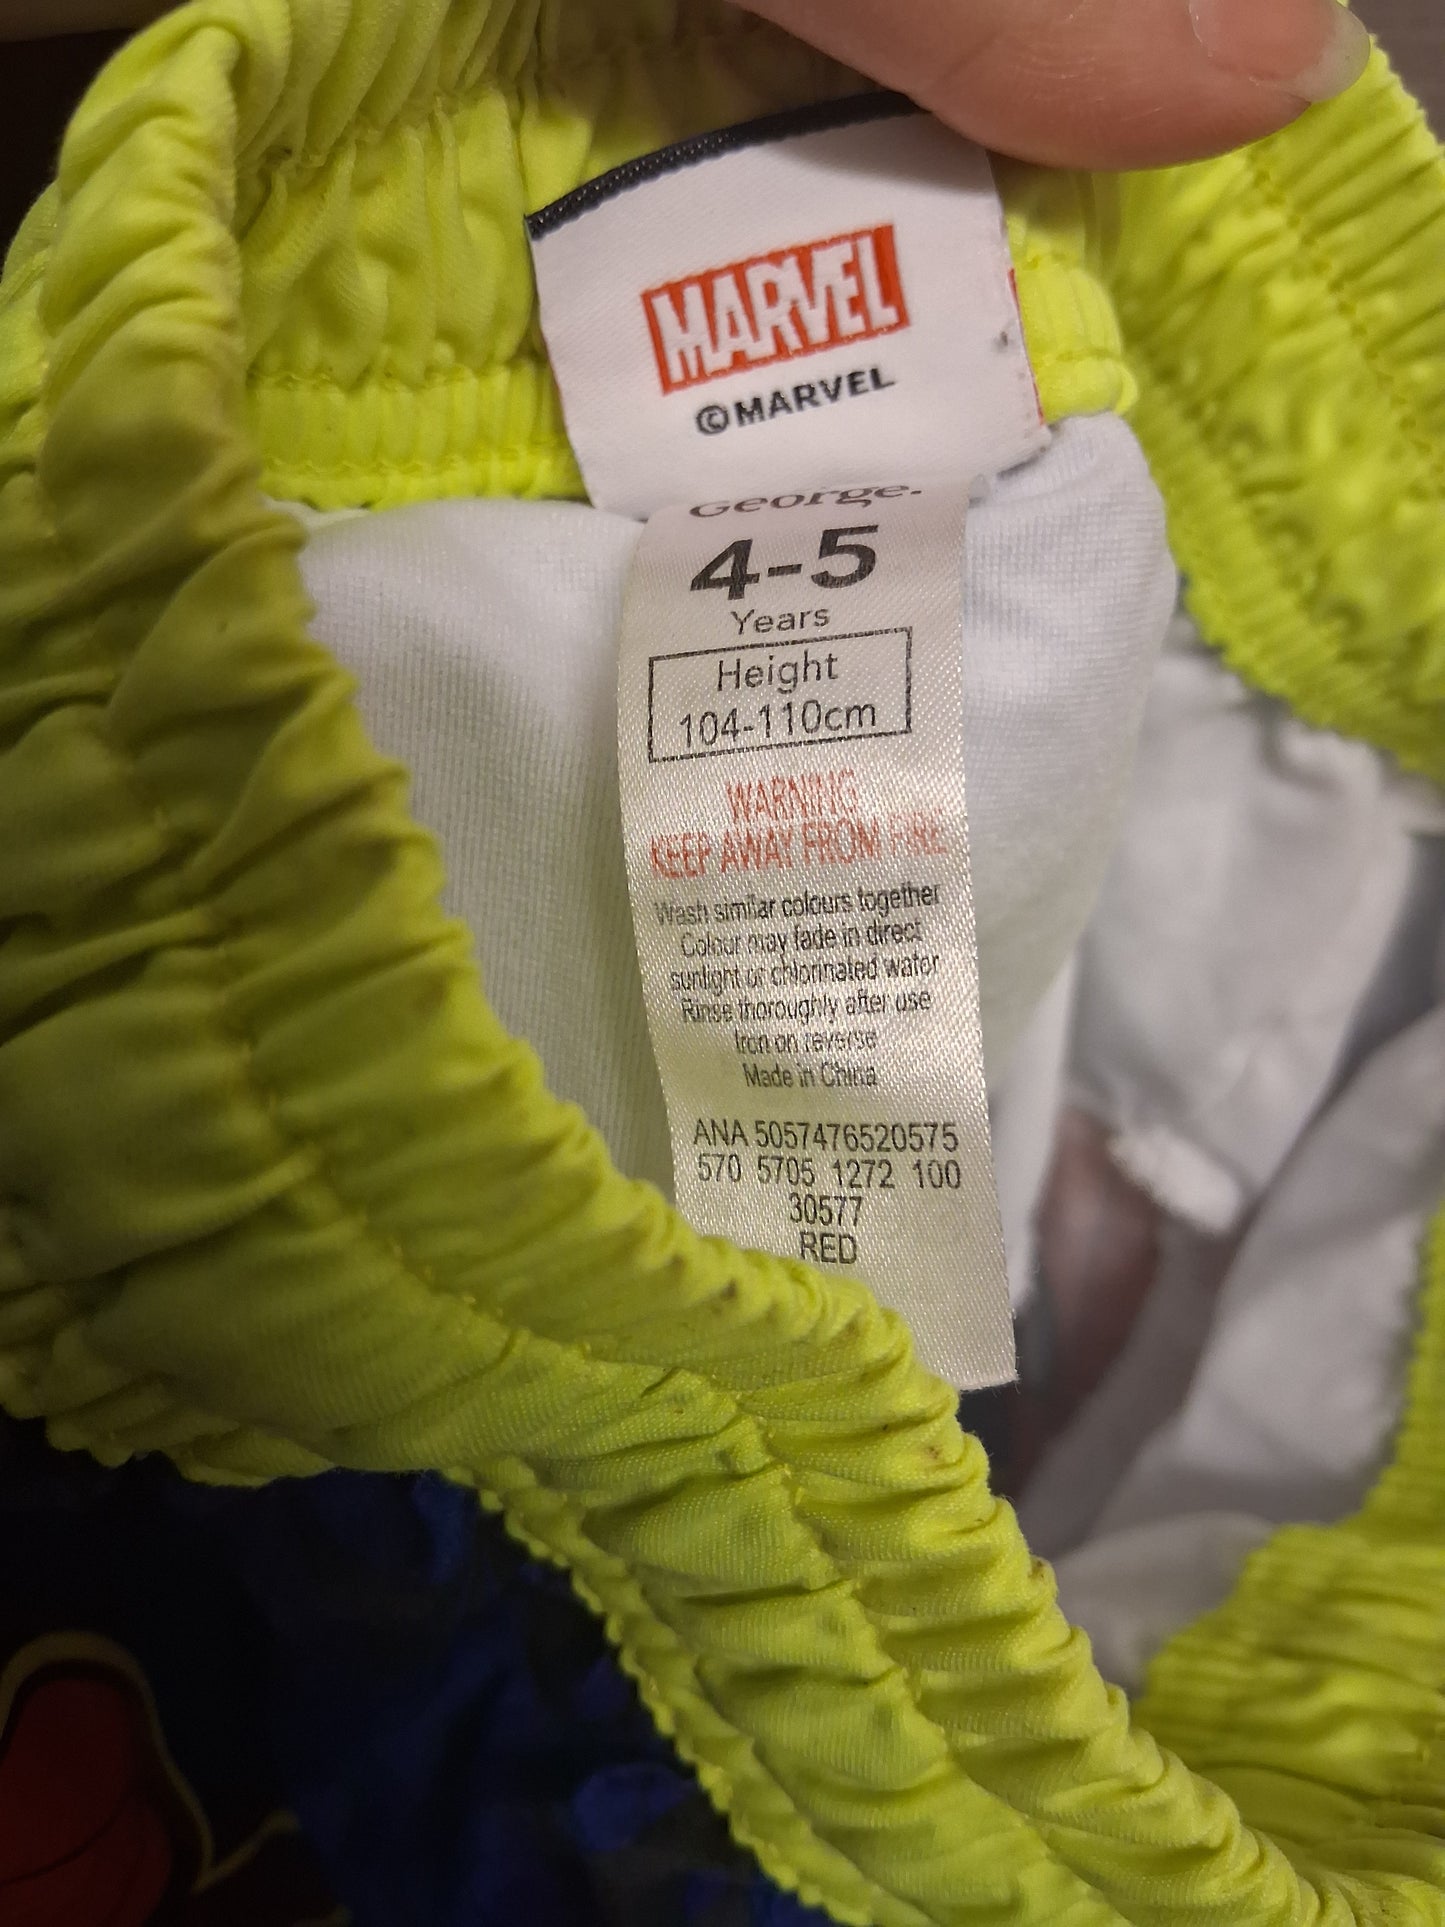 MARVEL
©MARVEL
George.
4-5
Years
Height
104-110cm
WARNING
KEEP AWAY FROM FIRE
Wash similar colours together
Colour may fade in direct
sunlight or chlorinated water
Rinse thoroughly after use
Iron on reverse
Made in China
ANA 5057476520575
570 5705 1272 100
30577
RED